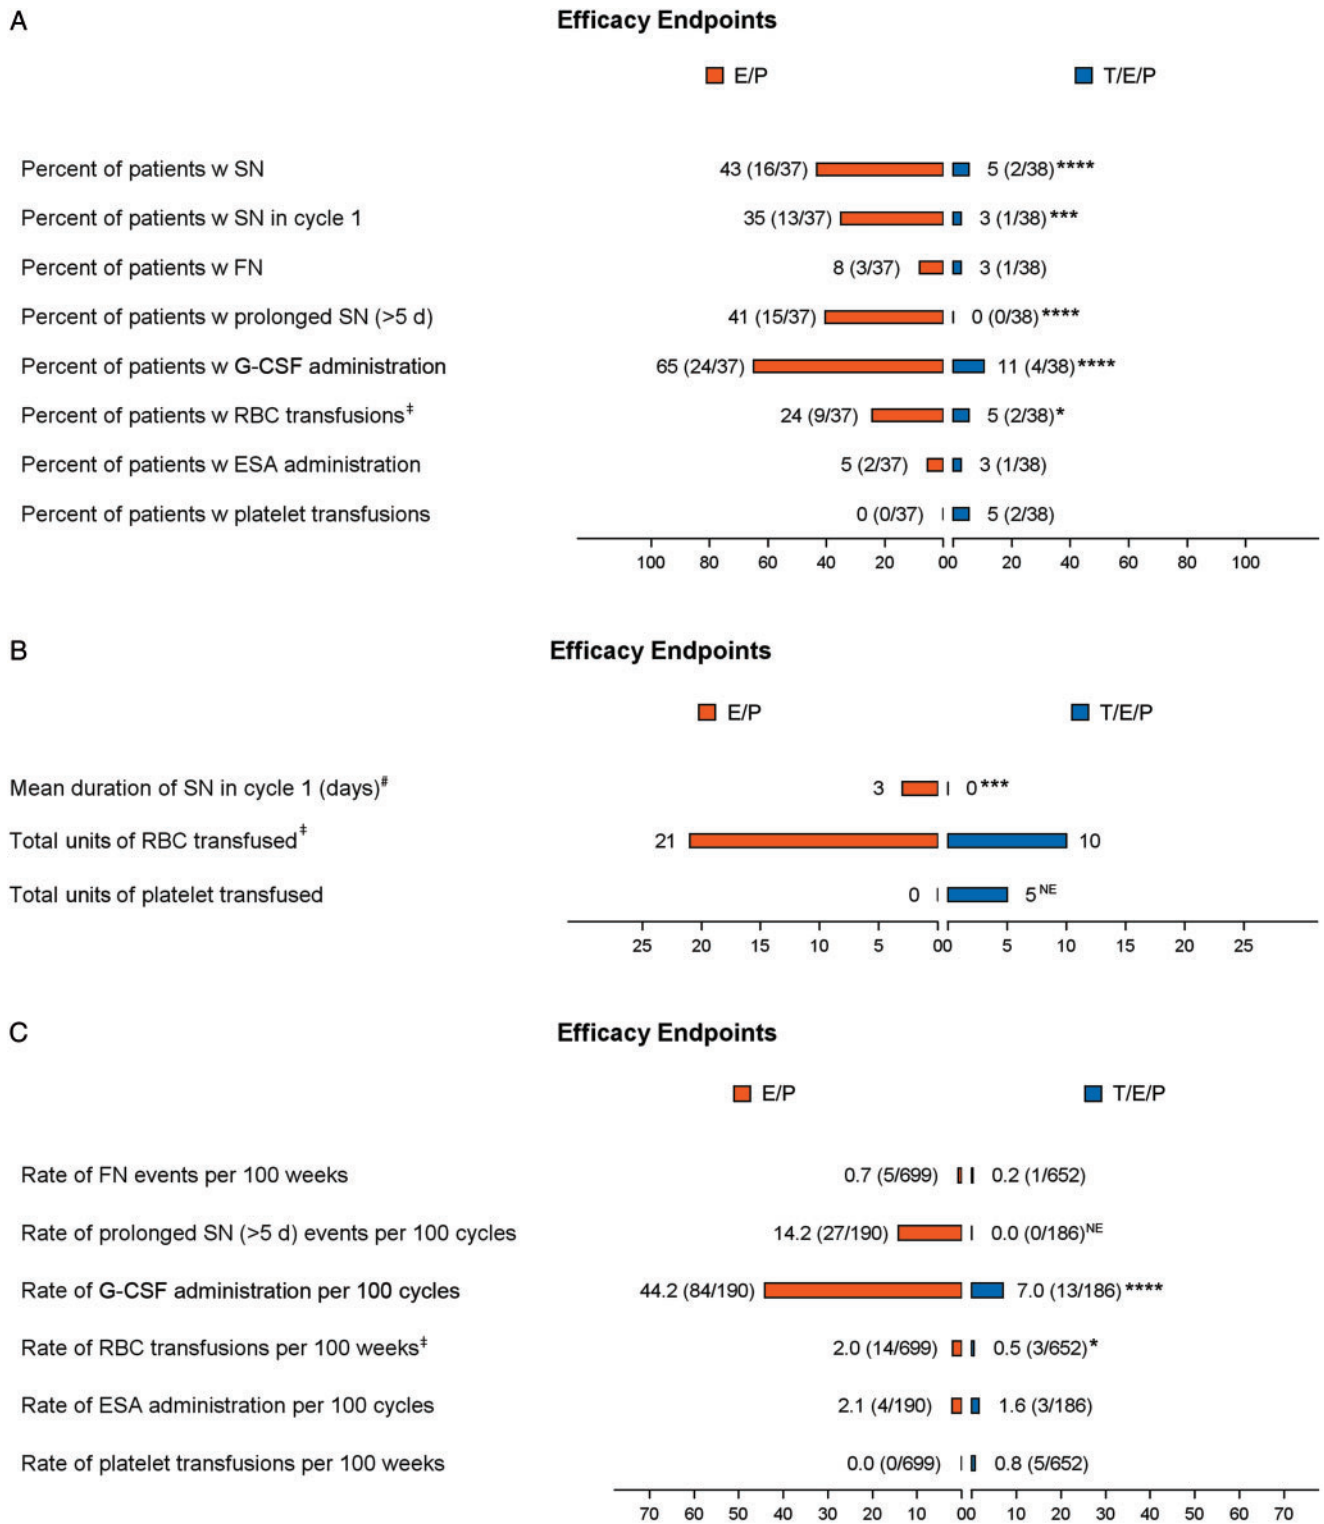 A
Efficacy Endpoints
E/P T/E/P
Percent of patients w SN 43 (16/37) 5 (2/38)****
Percent of patients w SN in cycle 1 35 (13/37) 3 (1/38)***
Percent of patients w FN 8 (3/37) 3 (1/38)
Percent of patients w prolonged SN (>5 d) 41 (15/37) 0 (0/38)****
Percent of patients w G-CSF administration 65 (24/37) 11 (4/38)****
Percent of patients w RBC transfusions‡ 24 (9/37) 5 (2/38)*
Percent of patients w ESA administration 5 (2/37) 3 (1/38)
Percent of patients w platelet transfusions 0 (0/37) 5 (2/38)
100 80 60 40 20 00 20 40 60 80 100
B
Efficacy Endpoints
E/P T/E/P
Mean duration of SN in cycle 1 (days)# 3 0***
Total units of RBC transfused‡ 21 10
Total units of platelet transfused 0 5NE
25 20 15 10 5 00 5 10 15 20 25
C
Efficacy Endpoints
E/P T/E/P
Rate of FN events per 100 weeks 0.7 (5/699) 0.2 (1/652)
Rate of prolonged SN (>5 d) events per 100 cycles 14.2 (27/190) 0.0 (0/186)NE
Rate of G-CSF administration per 100 cycles 44.2 (84/190) 7.0 (13/186)****
Rate of RBC transfusions per 100 weeks‡ 2.0 (14/699) 0.5 (3/652)*
Rate of ESA administration per 100 cycles 2.1 (4/190) 1.6 (3/186)
Rate of platelet transfusions per 100 weeks 0.0 (0/699) 0.8 (5/652)
70 60 50 40 30 20 10 00 10 20 30 40 50 60 70